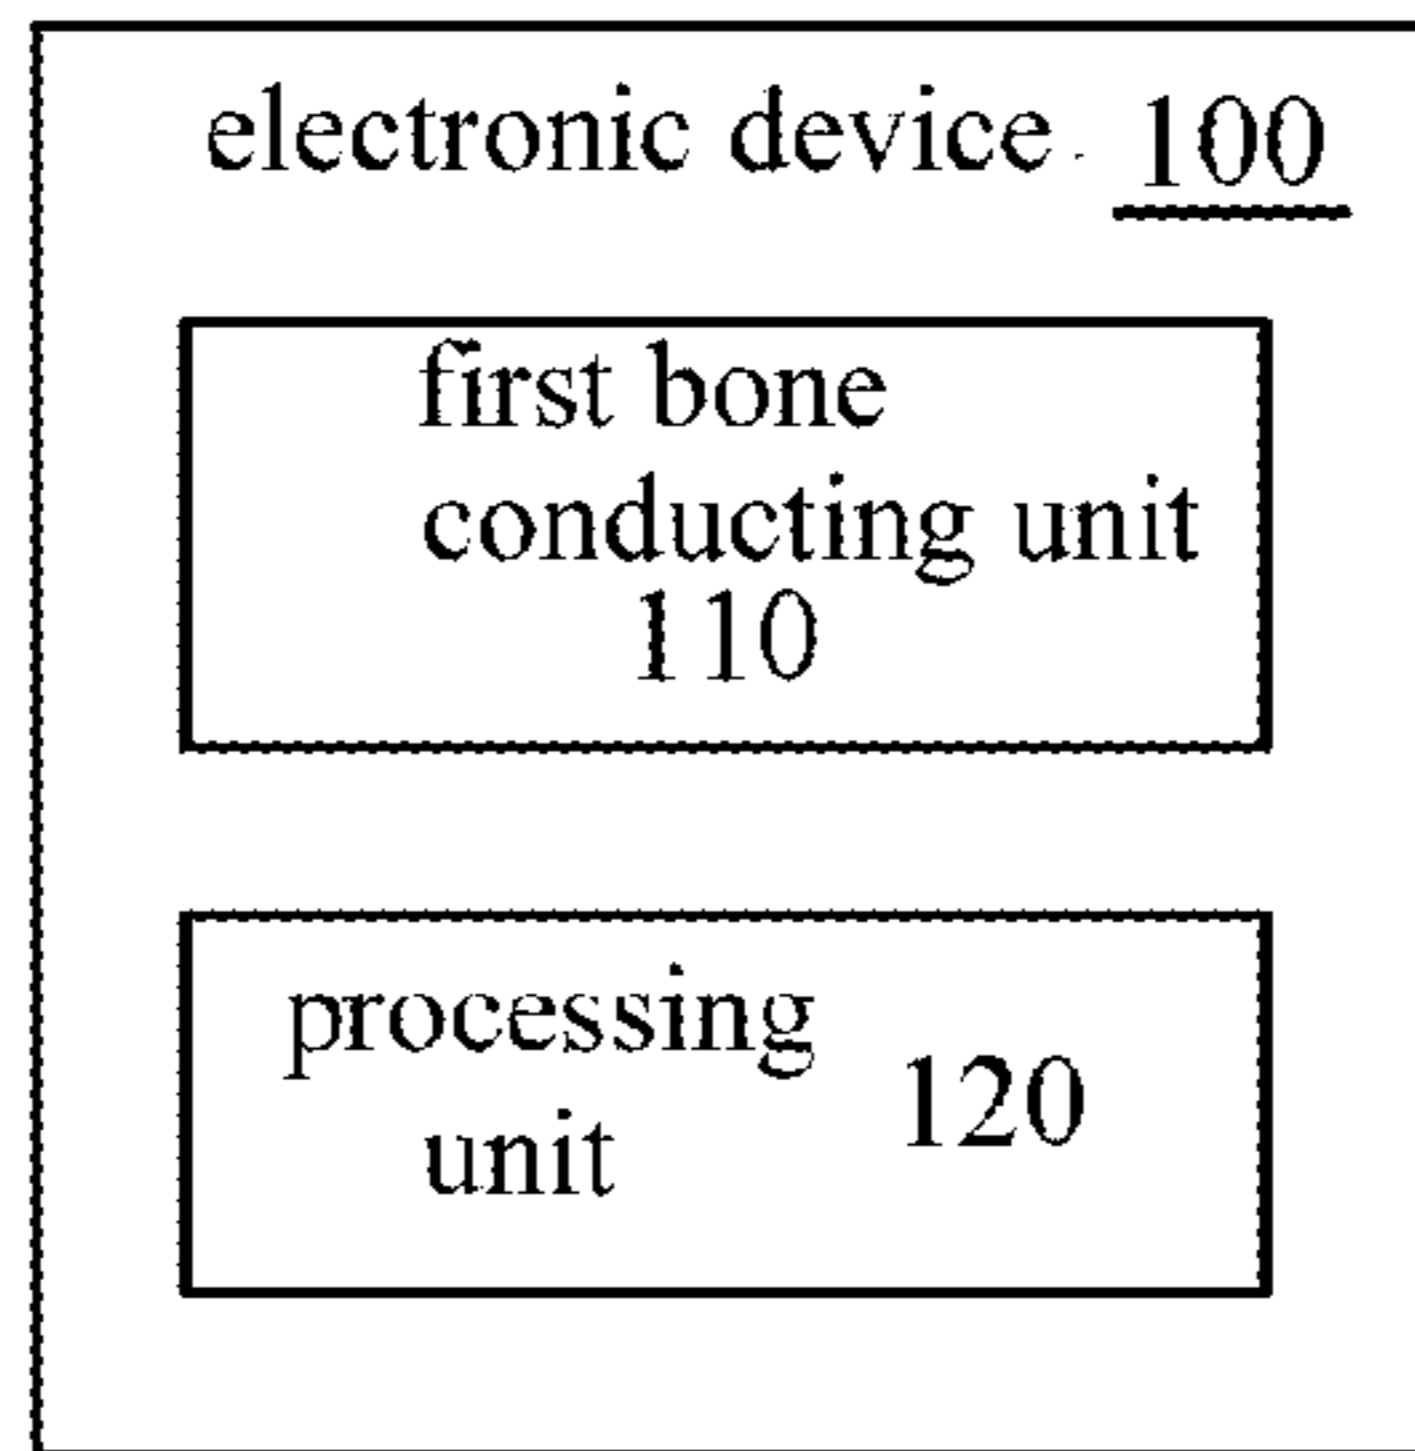 electronic device 100
first bone
conducting unit
110
processing
unit 120